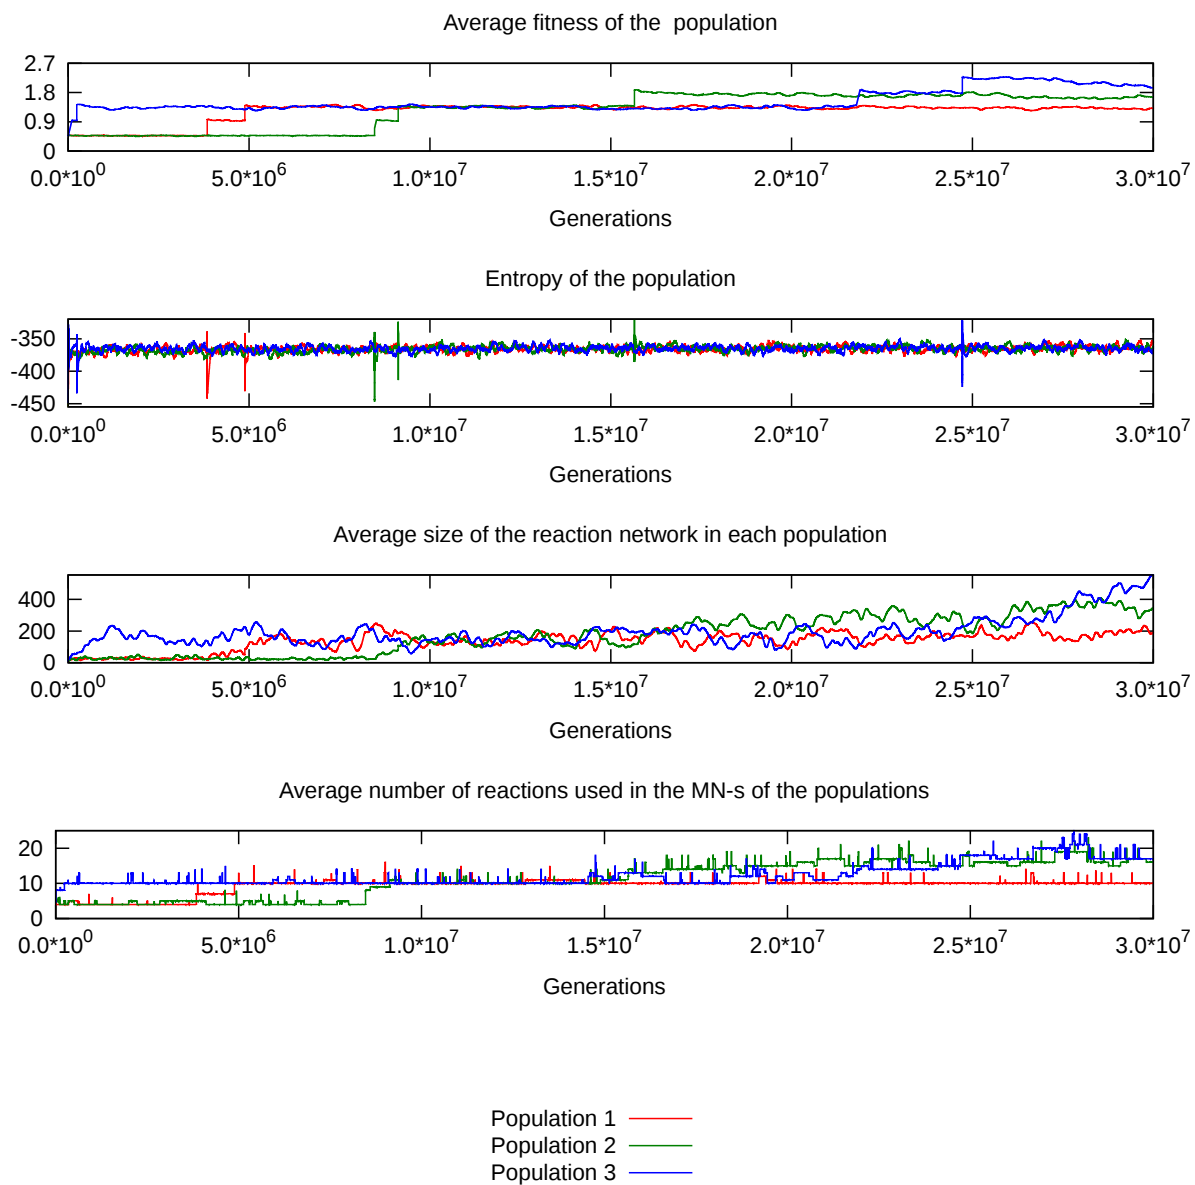 Average fitness of the  population
2.7
1.8
0.9
0
0.0*10^0 5.0*10^6 1.0*10^7 1.5*10^7 2.0*10^7 2.5*10^7 3.0*10^7
Generations
Entropy of the population
-350
-400
-450
0.0*10^0 5.0*10^6 1.0*10^7 1.5*10^7 2.0*10^7 2.5*10^7 3.0*10^7
Generations
Average size of the reaction network in each population
400
200
0
0.0*10^0 5.0*10^6 1.0*10^7 1.5*10^7 2.0*10^7 2.5*10^7 3.0*10^7
Generations
Average number of reactions used in the MN-s of the populations
20
10
0
0.0*10^0 5.0*10^6 1.0*10^7 1.5*10^7 2.0*10^7 2.5*10^7 3.0*10^7
Generations
Population 1
Population 2
Population 3